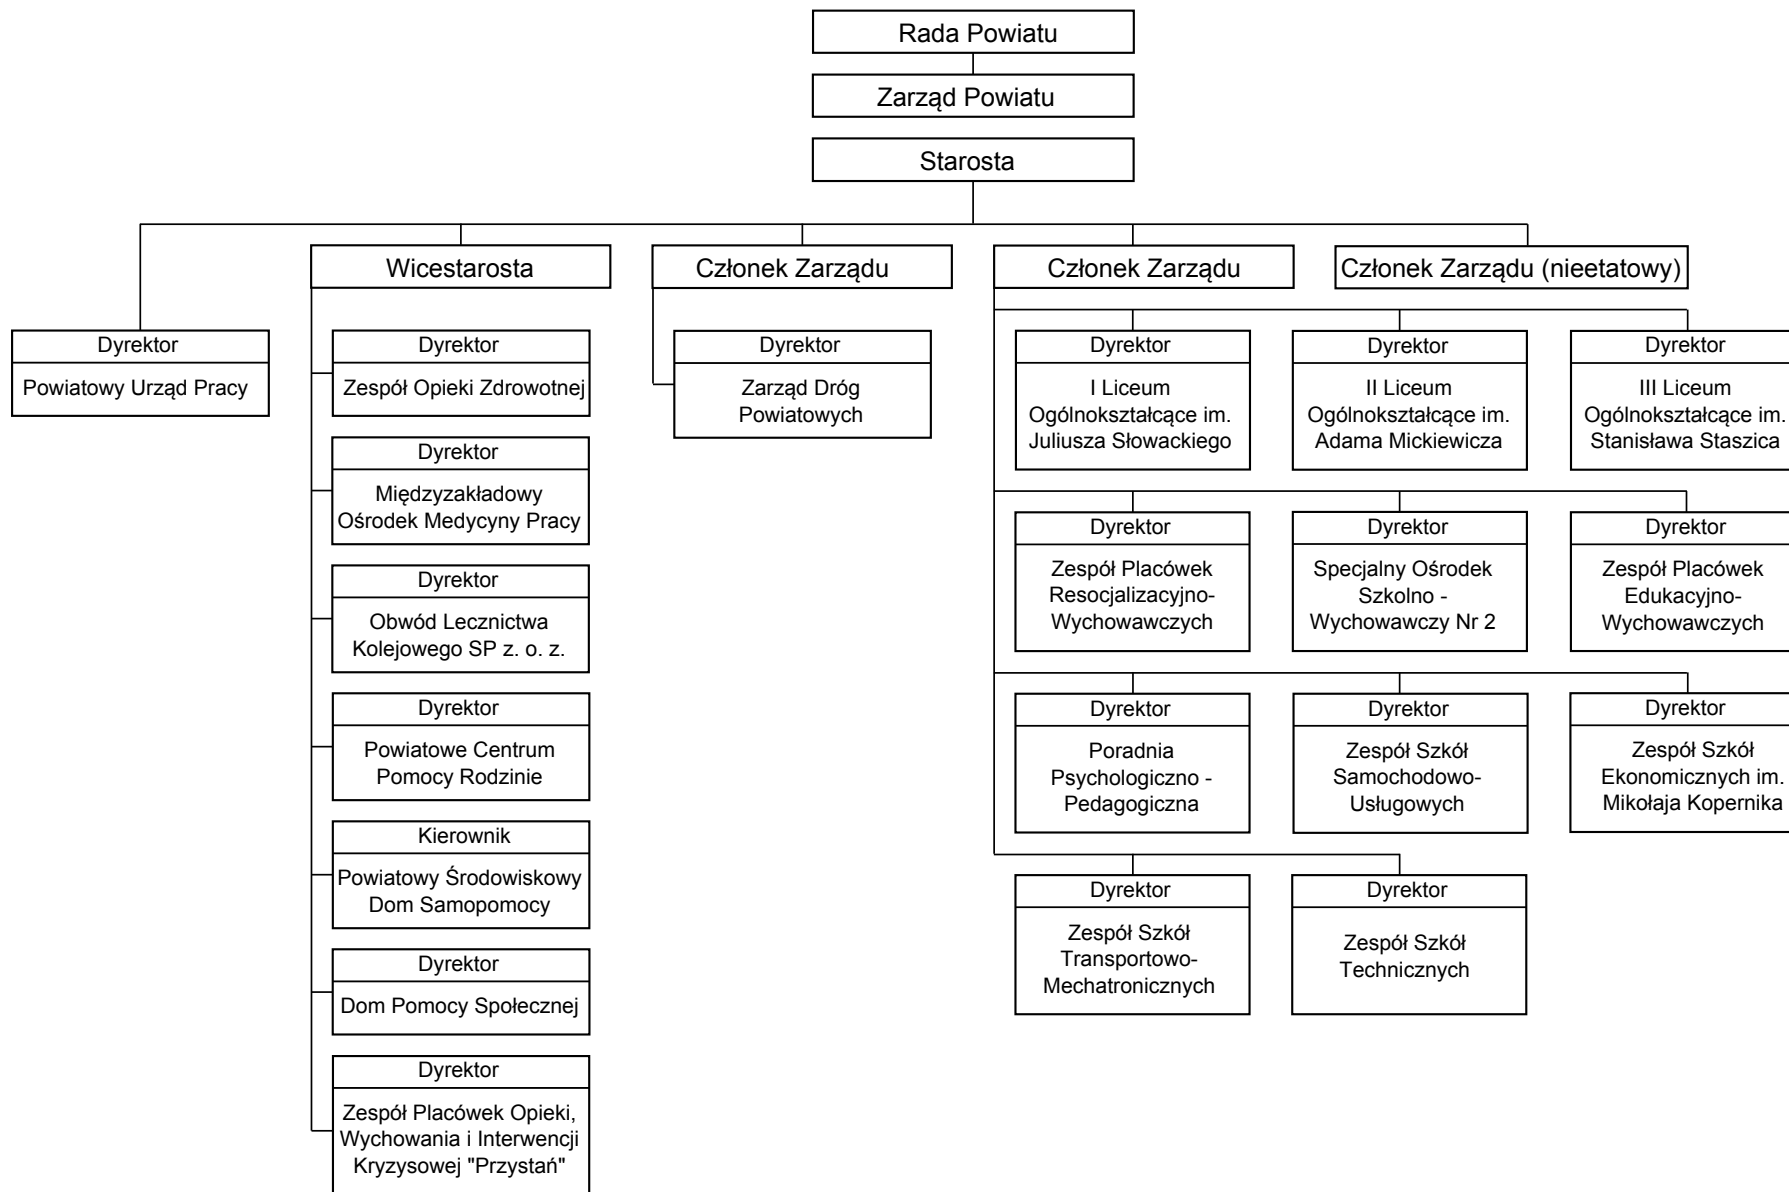 Rada Powiatu
Zarząd Powiatu
Starosta
Wicestarosta
Członek Zarządu
Członek Zarządu
Członek Zarządu (nieetatowy)
Dyrektor
Powiatowy Urząd Pracy
Dyrektor
Zespół Opieki Zdrowotnej
Dyrektor
Międzyzakładowy
Ośrodek Medycyny Pracy
Dyrektor
Obwód Lecznictwa
Kolejowego SP z. o. z.
Dyrektor
Powiatowe Centrum
Pomocy Rodzinie
Kierownik
Powiatowy Środowiskowy
Dom Samopomocy
Dyrektor
Dom Pomocy Społecznej
Dyrektor
Zespół Placówek Opieki,
Wychowania i Interwencji
Kryzysowej "Przystań"
Dyrektor
Zarząd Dróg
Powiatowych
Dyrektor
I Liceum
Ogólnokształcące im.
Juliusza Słowackiego
Dyrektor
II Liceum
Ogólnokształcące im.
Adama Mickiewicza
Dyrektor
III Liceum
Ogólnokształcące im.
Stanisława Staszica
Dyrektor
Zespół Placówek
Resocjalizacyjno-
Wychowawczych
Dyrektor
Specjalny Ośrodek
Szkolno -
Wychowawczy Nr 2
Dyrektor
Zespół Placówek
Edukacyjno-
Wychowawczych
Dyrektor
Poradnia
Psychologiczno -
Pedagogiczna
Dyrektor
Zespół Szkół
Samochodowo-
Usługowych
Dyrektor
Zespół Szkół
Ekonomicznych im.
Mikołaja Kopernika
Dyrektor
Zespół Szkół
Transportowo-
Mechatronicznych
Dyrektor
Zespół Szkół
Technicznych